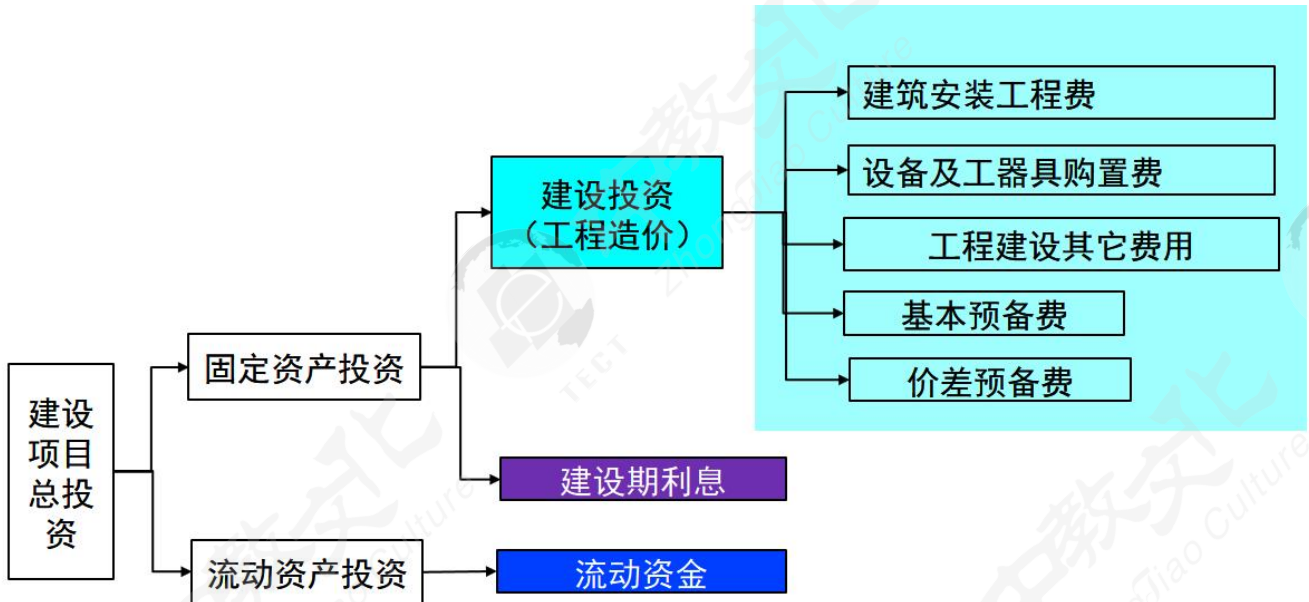 建筑安装工程费
设备及工器具购置费
建设投资
（工程造价）
工程建设其它费用
基本预备费
固定资产投资
价差预备费
建设
项目
总投
资
建设期利息
流动资产投资
流动资金
TECT
ZhongJiao Culture